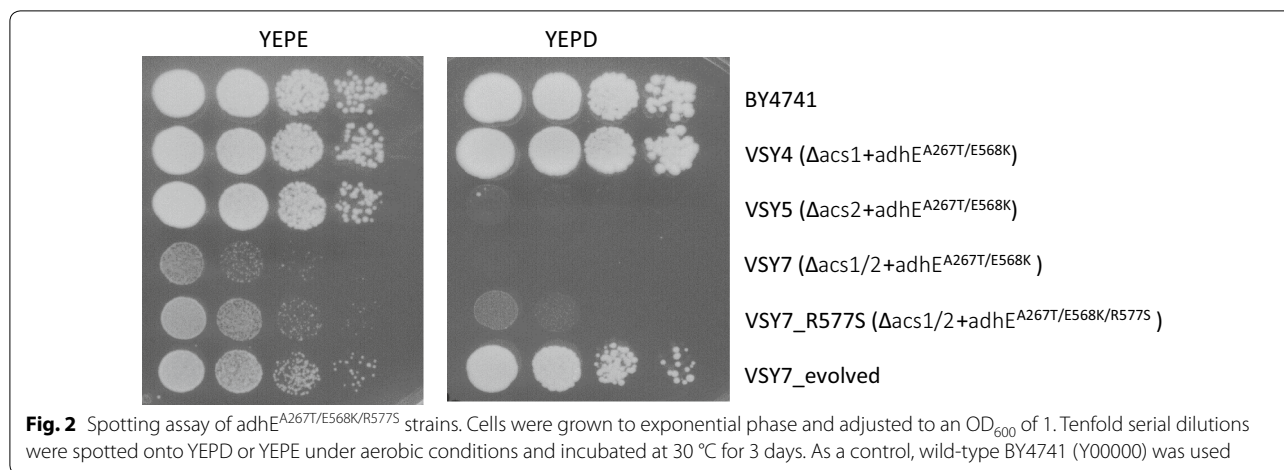 YEPE YEPD
BY4741
VSY4 (Δacs1+adhE^A267T/E568K)
VSY5 (Δacs2+adhE^A267T/E568K)
VSY7 (Δacs1/2+adhE^A267T/E568K )
VSY7_R577S (Δacs1/2+adhE^A267T/E568K/R577S )
VSY7_evolved
Fig. 2 Spotting assay of adhE^A267T/E568K/R577S strains. Cells were grown to exponential phase and adjusted to an OD_600 of 1. Tenfold serial dilutions
were spotted onto YEPD or YEPE under aerobic conditions and incubated at 30 °C for 3 days. As a control, wild-type BY4741 (Y00000) was used